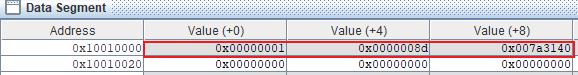 Data Segment
Address Value (+0) Value (+4) Value (+8)
0x10010000 0x00000001 0x0000008d 0x007a3140
0x10010020 0x00000000 0x00000000 0x00000000